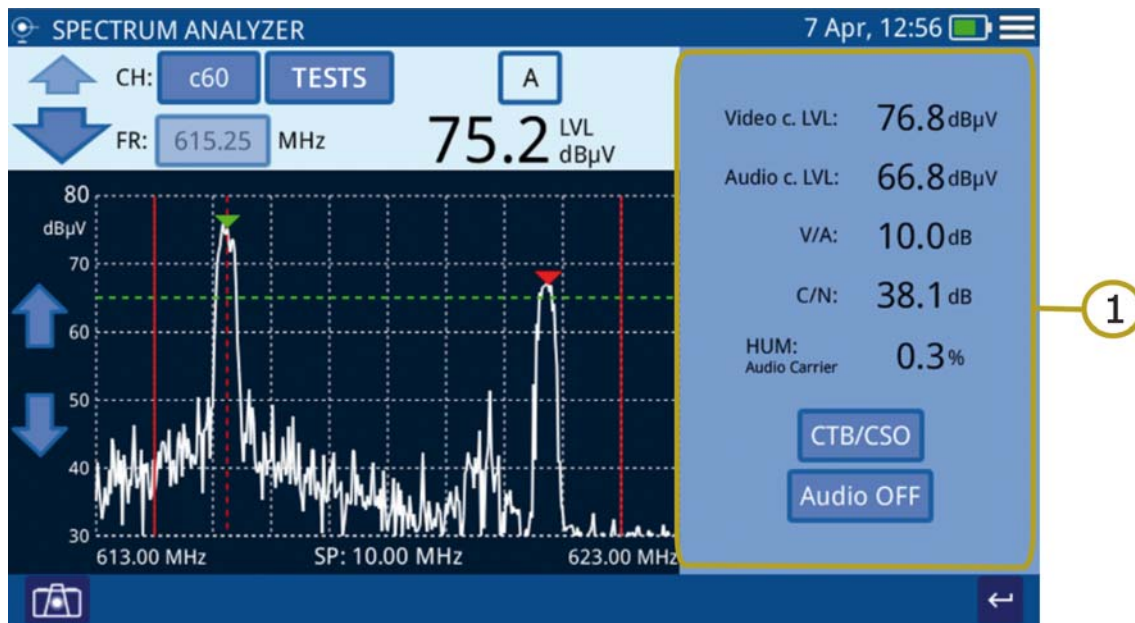 SPECTRUM ANALYZER 7 Apr, 12:56
CH: c60 TESTS A
FR: 615.25 MHz 75.2 LVL dBµV
80
dBµV
70
60
50
40
30
613.00 MHz SP: 10.00 MHz 623.00 MHz
Video c. LVL: 76.8 dBµV
Audio c. LVL: 66.8 dBµV
V/A: 10.0 dB
C/N: 38.1 dB
HUM: 0.3 %
Audio Carrier
CTB/CSO
Audio OFF
1